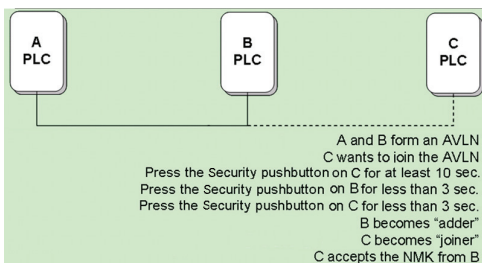 A
PLC
B
PLC
C
PLC
A and B form an AVLN
C wants to join the AVLN
Press the Security pushbutton on C for at least 10 sec.
Press the Security pushbutton on B for less than 3 sec.
Press the Security pushbutton on C for less than 3 sec.
B becomes "adder"
C becomes "joiner"
C accepts the NMK from B